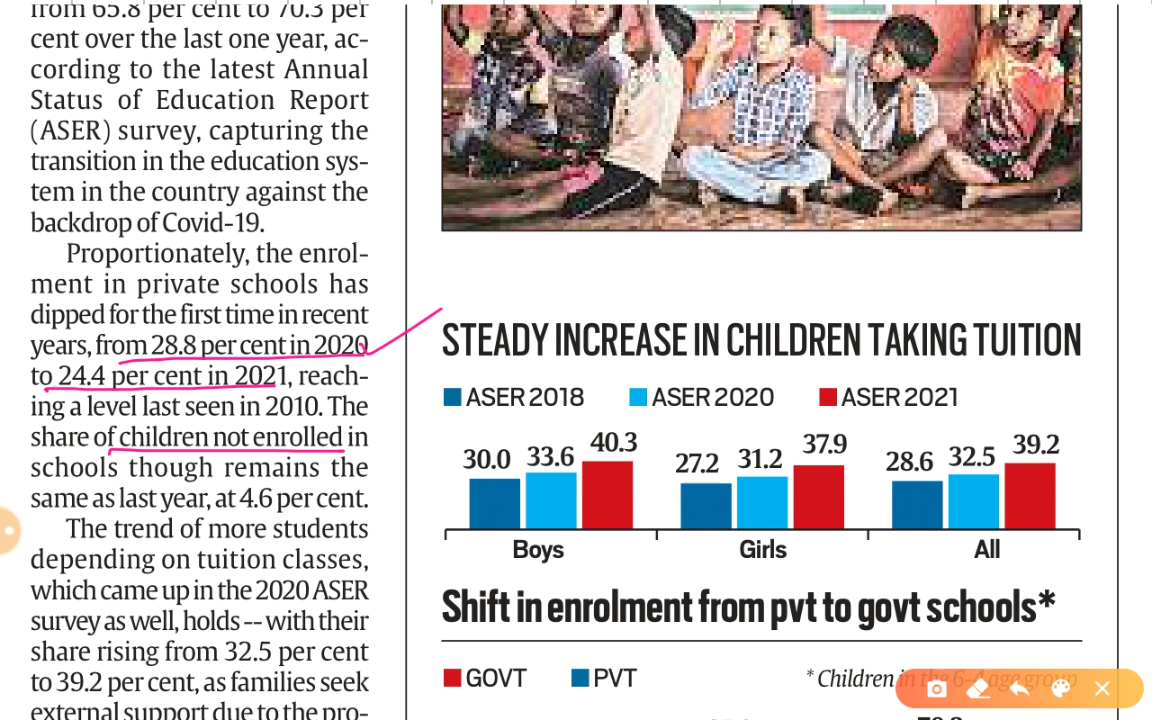 from 65.8 per cent to 70.3 per
cent over the last one year, ac-
cording to the latest Annual
Status of Education Report
(ASER) survey, capturing the
transition in the education sys-
tem in the country against the
backdrop of Covid-19.
Proportionately, the enrol-
ment in private schools has
dipped for the first time in recent
years, from 28.8 per cent in 2020
to 24.4 per cent in 2021, reach-
ing a level last seen in 2010. The
share of children not enrolled in
schools though remains the
same as last year, at 4.6 per cent.
The trend of more students
depending on tuition classes,
which came up in the 2020 ASER
survey as well, holds -- with their
share rising from 32.5 per cent
to 39.2 per cent, as families seek
external support due to the pro-
STEADY INCREASE IN CHILDREN TAKING TUITION
ASER 2018 ASER 2020 ASER 2021
30.0 33.6 40.3 27.2 31.2 37.9 28.6 32.5 39.2
Boys Girls All
Shift in enrolment from pvt to govt schools*
GOVT PVT * Children in the 6-14 age group